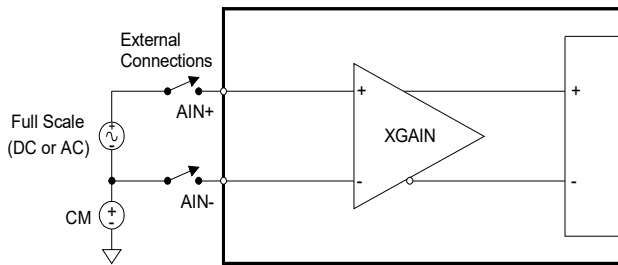 External
Connections
AIN+
Full Scale
(DC or AC)
+
-
AIN-
CM
+
-
+
XGAIN
-
+
-